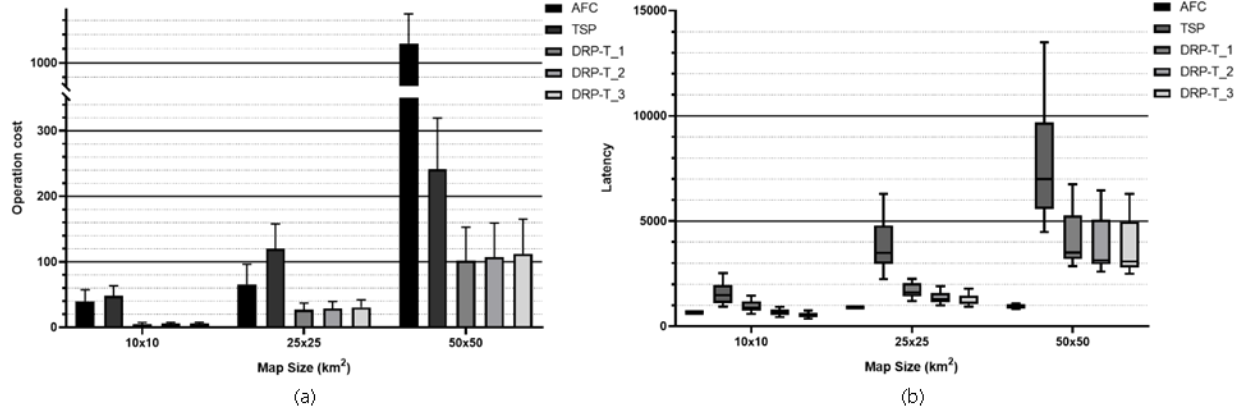 AFC
TSP
DRP-T_1
DRP-T_2
DRP-T_3
1000
300
200
100
0
Operation cost
10x10
25x25
50x50
Map Size (km²)
(a)
AFC
TSP
DRP-T_1
DRP-T_2
DRP-T_3
15000
10000
5000
0
Latency
10x10
25x25
50x50
Map Size (km²)
(b)